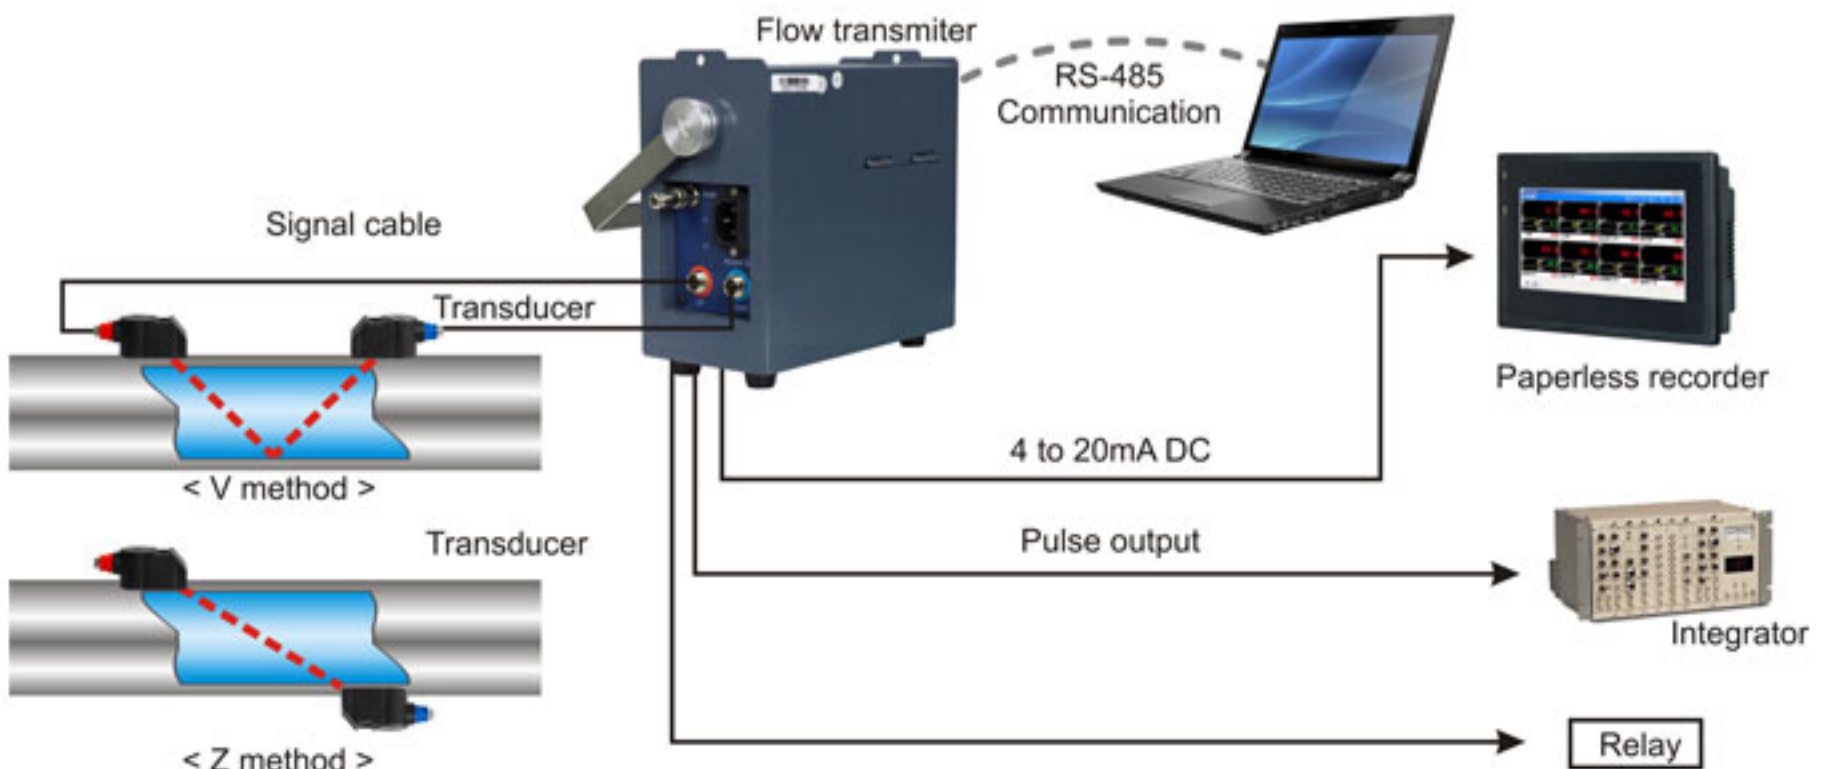 Flow transmiter
RS-485
Communication
Signal cable
Transducer
< V method >
Paperless recorder
4 to 20mA DC
Pulse output
Transducer
Integrator
< Z method >
Relay